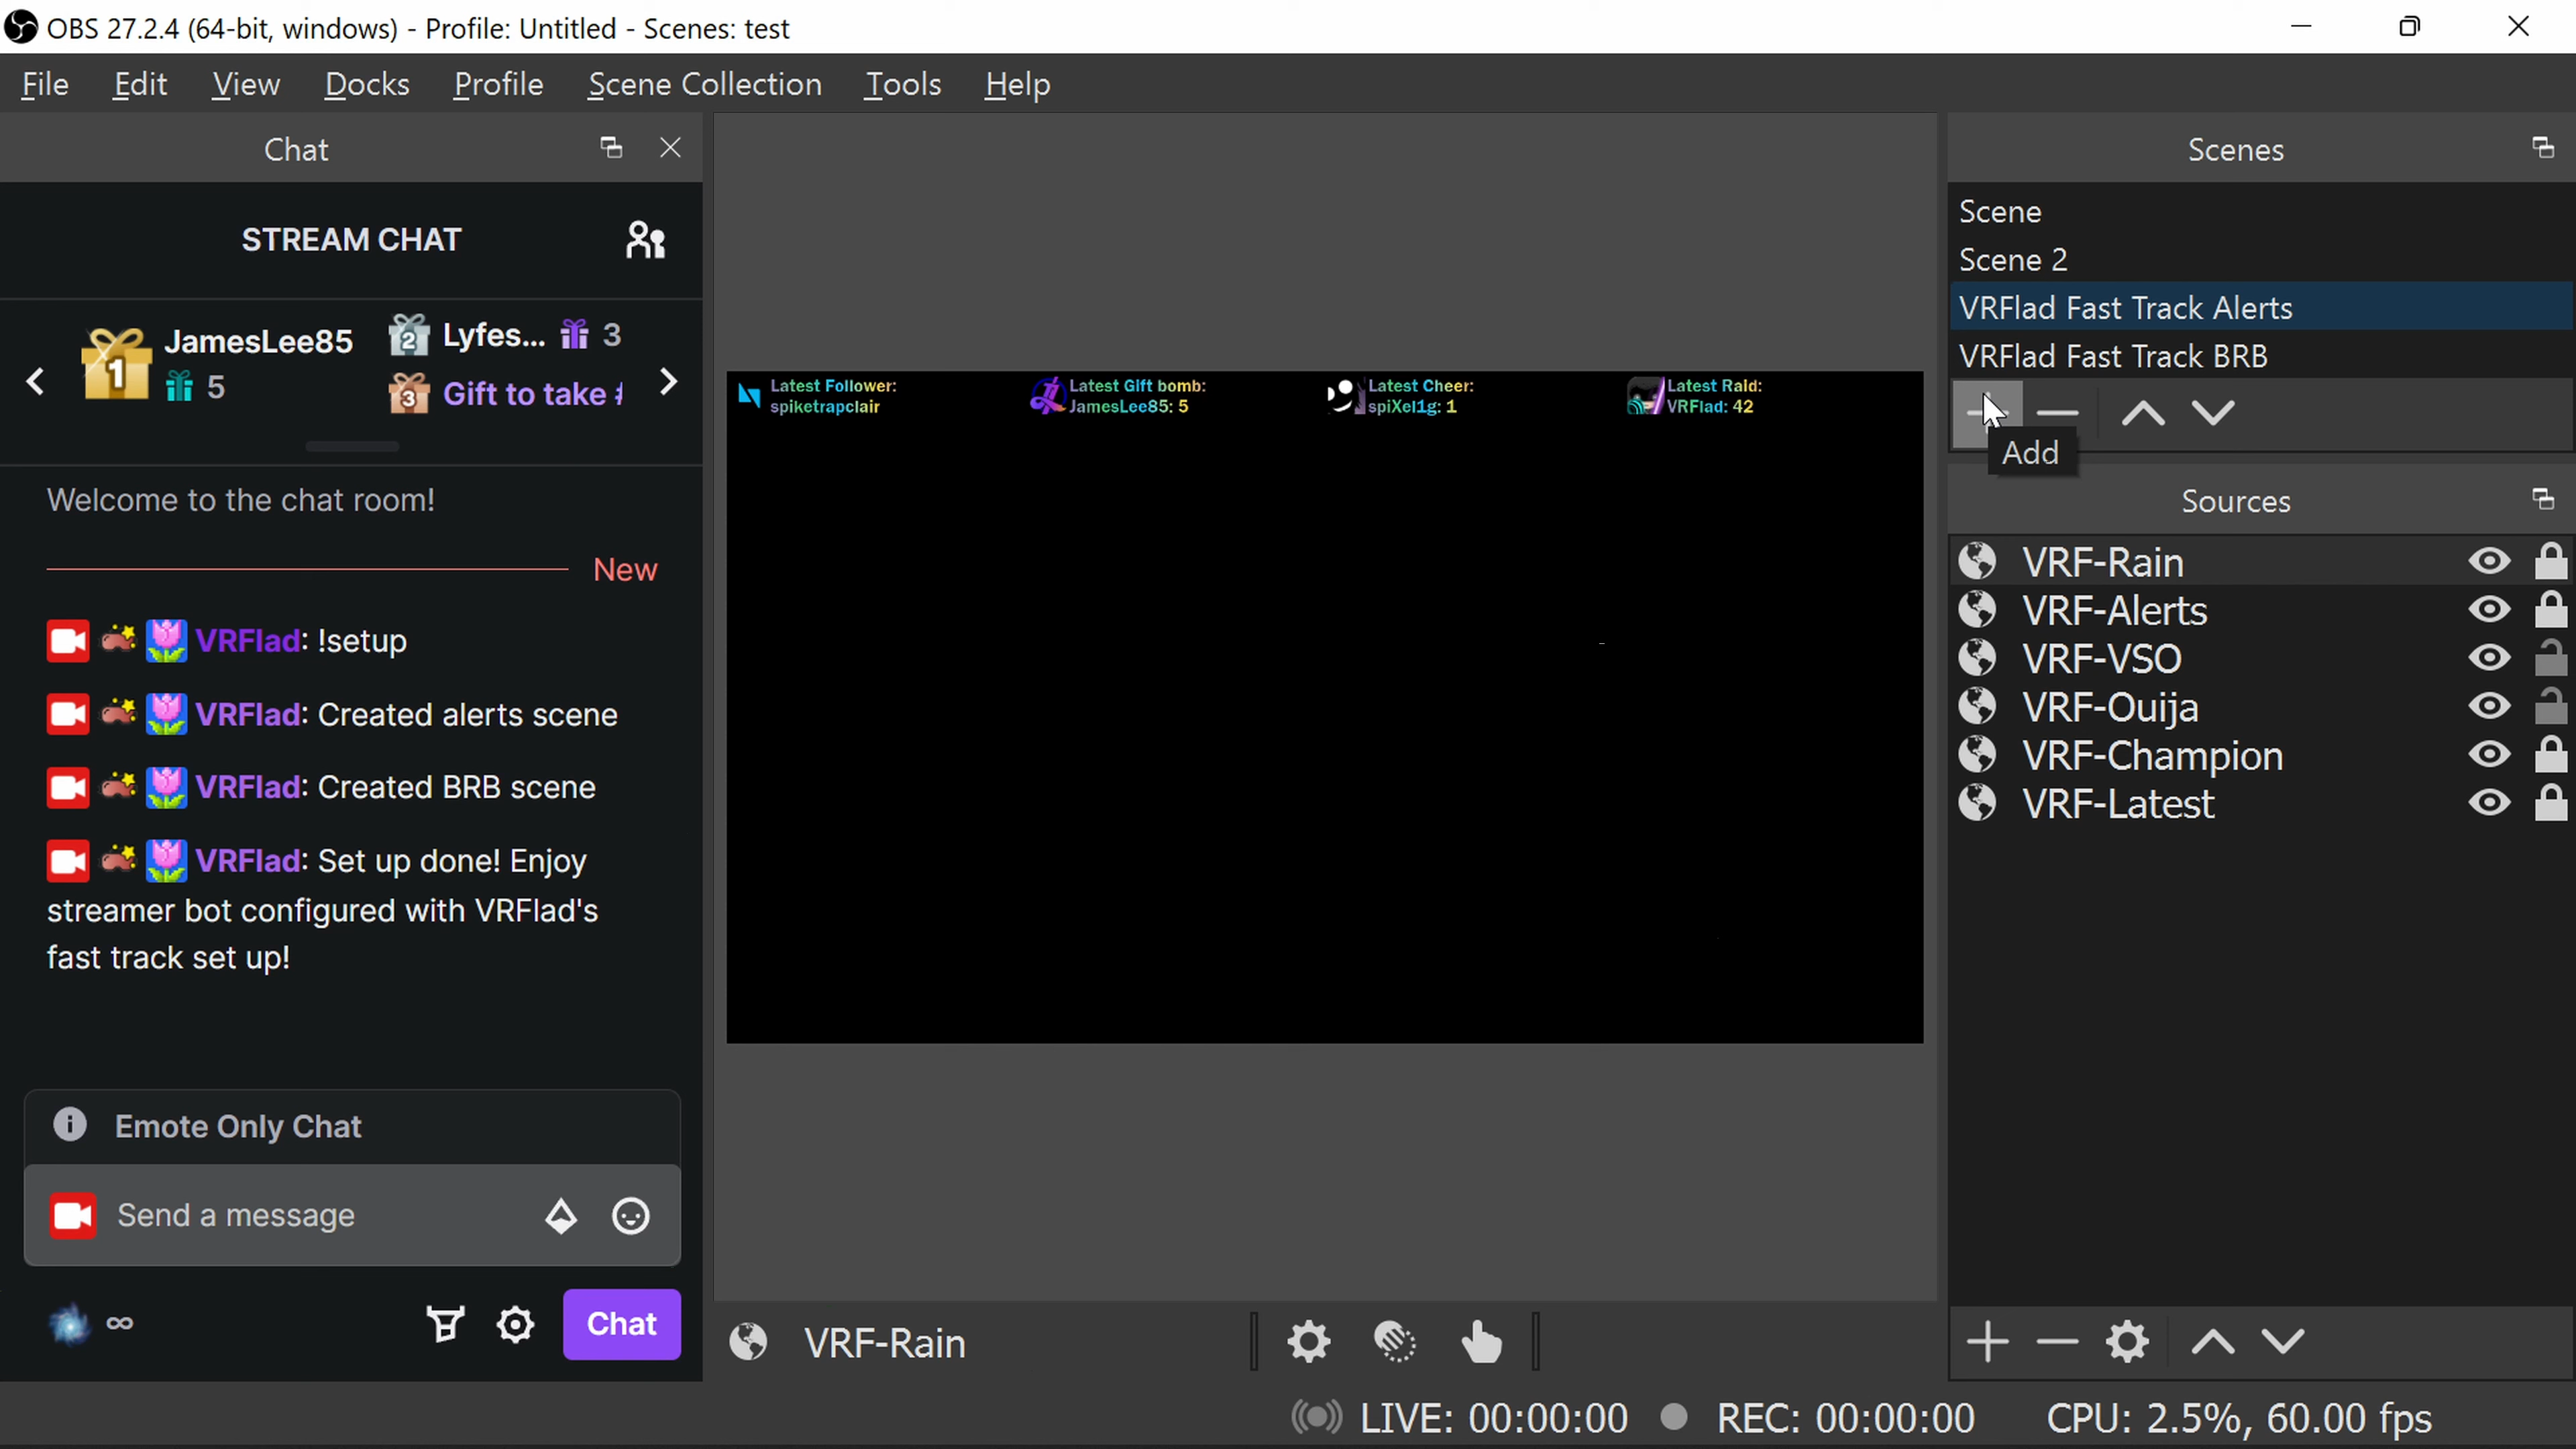 OBS 27.2.4 (64-bit, windows) - Profile: Untitled - Scenes: test
File Edit View Docks Profile Scene Collection Tools Help
Chat
STREAM CHAT
1 JamesLee85
5
2 Lyfes... 3
3 Gift to take
Welcome to the chat room!
New
VRFlad: !setup
VRFlad: Created alerts scene
VRFlad: Created BRB scene
VRFlad: Set up done! Enjoy
streamer bot configured with VRFlad's
fast track set up!
Emote Only Chat
Send a message
∞
Chat
Latest Follower:
spiketrapclair
Latest Gift bomb:
JamesLee85: 5
Latest Cheer:
spiXel1g: 1
Latest Raid:
VRFlad: 42
VRF-Rain
Scenes
Scene
Scene 2
VRFlad Fast Track Alerts
VRFlad Fast Track BRB
Add
Sources
VRF-Rain
VRF-Alerts
VRF-VSO
VRF-Ouija
VRF-Champion
VRF-Latest
LIVE: 00:00:00 REC: 00:00:00 CPU: 2.5%, 60.00 fps